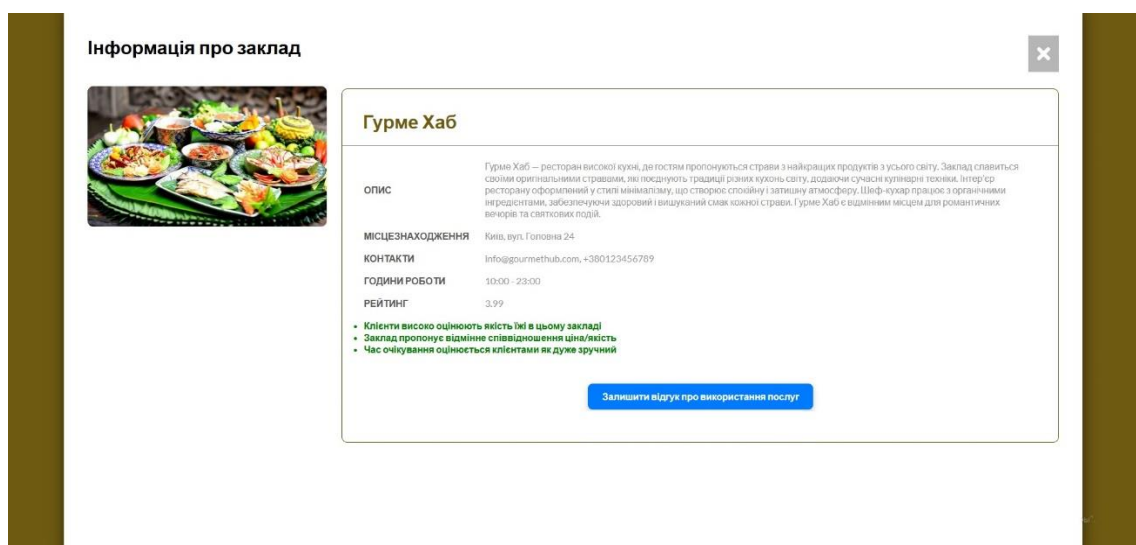 Інформація про заклад
Гурме Хаб
ОПИС
Гурме Хаб — ресторан високої кухні, де гостям пропонуються страви з найкращих продуктів з усього світу. Заклад славиться
своїми оригінальними стравами, які поєднують традиції різних кухонь світу, додаючи сучасні кулінарні техніки. Інтер'єр
ресторану оформлений у стилі мінімалізму, що створює спокійну і затишну атмосферу. Шеф-кухар працює з органічними
інгредієнтами, забезпечуючи здоровий і вишуканий смак кожної страви. Гурме Хаб є відмінним місцем для романтичних
вечорів та святкових подій.
МІСЦЕЗНАХОДЖЕННЯ Київ, вул. Головна 24
КОНТАКТИ info@gourmethub.com, +380123456789
ГОДИНИ РОБОТИ 10:00 - 23:00
РЕЙТИНГ 3.99
• Клієнти високо оцінюють якість їжі в цьому закладі
• Заклад пропонує відмінне співвідношення ціна/якість
• Час очікування оцінюється клієнтами як дуже зручний
Залишити відгук про використання послуг